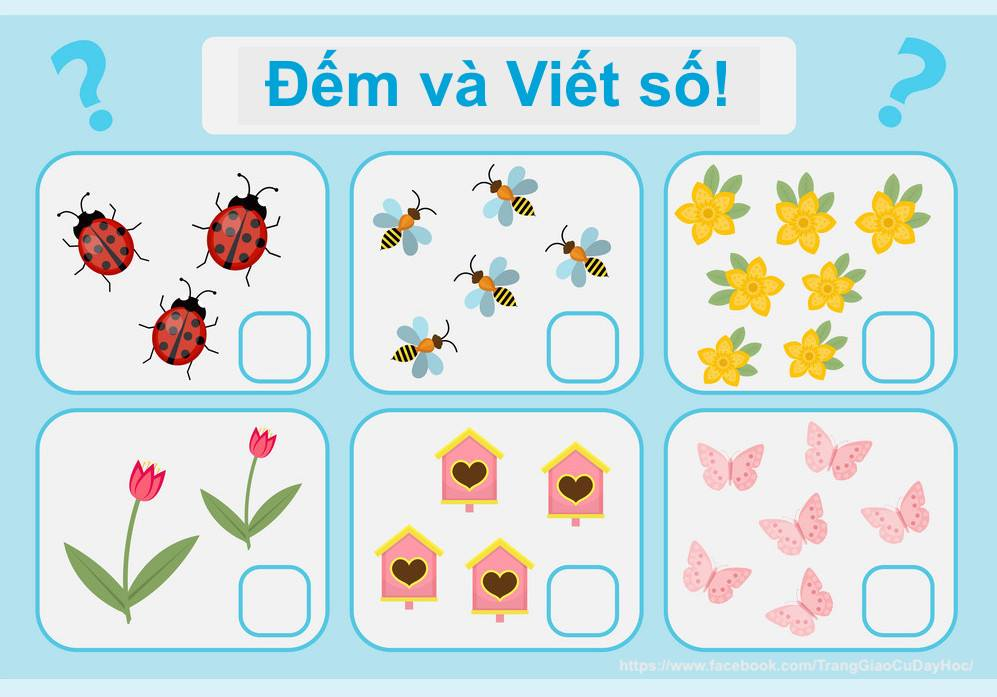 ? ?
Đếm và Viết số!
https://www.facebook.com/TrangGiaoCuDayHoc/